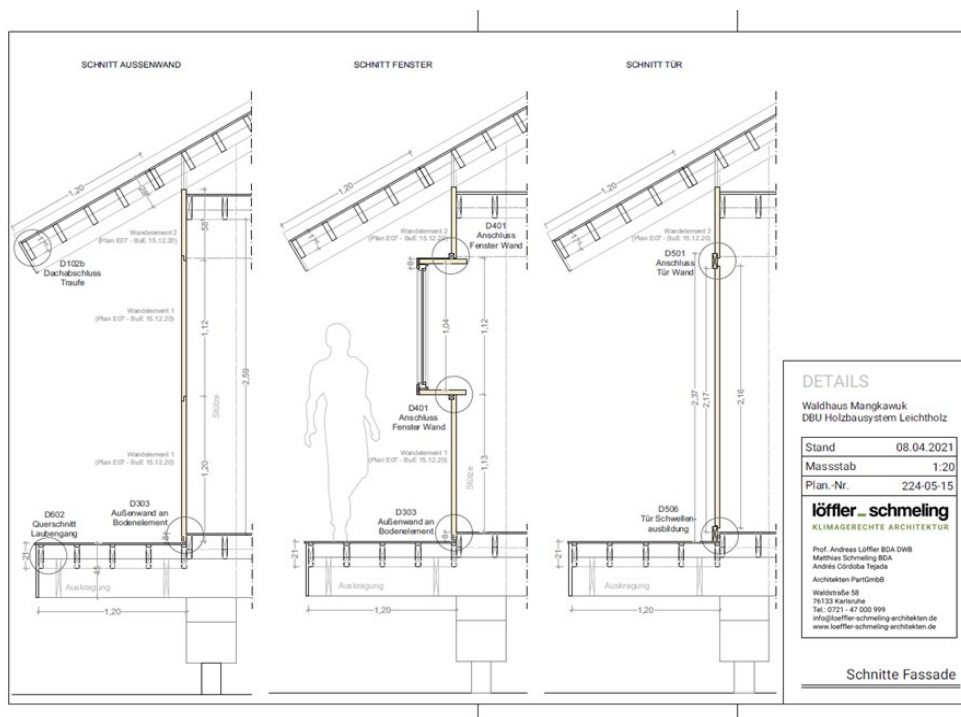 SCHNITT AUSSENWAND
1,20
28
17
58
Wandelement 2
(Plan E07 - BuE 15.12.20)
D102b
Dachabschluss
Traufe
Wandelement 1
(Plan E07 - BuE 15.12.20)
1,12
2,59
Stütze
Wandelement 1
(Plan E07 - BuE 15.12.20)
1,20
D303
Außenwand an
Bodenelement
D602
Querschnitt
Laubengang
8
21
45
Auskragung
1,20
SCHNITT FENSTER
1,20
Wandelement 2
(Plan E07 - BuE 15.12.20)
D401
Anschluss
Fenster Wand
8
1,04
1,12
D401
Anschluss
Fenster Wand
Wandelement 1
(Plan E07 - BuE 15.12.20)
Stütze
1,13
D303
Außenwand an
Bodenelement
8
21
Auskragung
1,20
SCHNITT TÜR
1,20
Wandelement 2
(Plan E07 - BuE 15.12.20)
D501
Anschluss
Tür Wand
2,37
2,17
2,16
D506
Tür Schwellen-
ausbildung
21
Auskragung
1,20
DETAILS
Waldhaus Mangkawuk
DBU Holzbausystem Leichtholz
Stand 08.04.2021
Massstab 1:20
Plan.-Nr. 224-05-15
löffler_schmeling
KLIMAGERECHTE ARCHITEKTUR
Prof. Andreas Löffler BDA DWB
Matthias Schmeling BDA
Andrés Córdoba Tejada
Architekten PartGmbB
Waldstraße 58
76133 Karlsruhe
Tel.: 0721 - 47 000 999
info@loeffler-schmeling-architekten.de
www.loeffler-schmeling-architekten.de
Schnitte Fassade